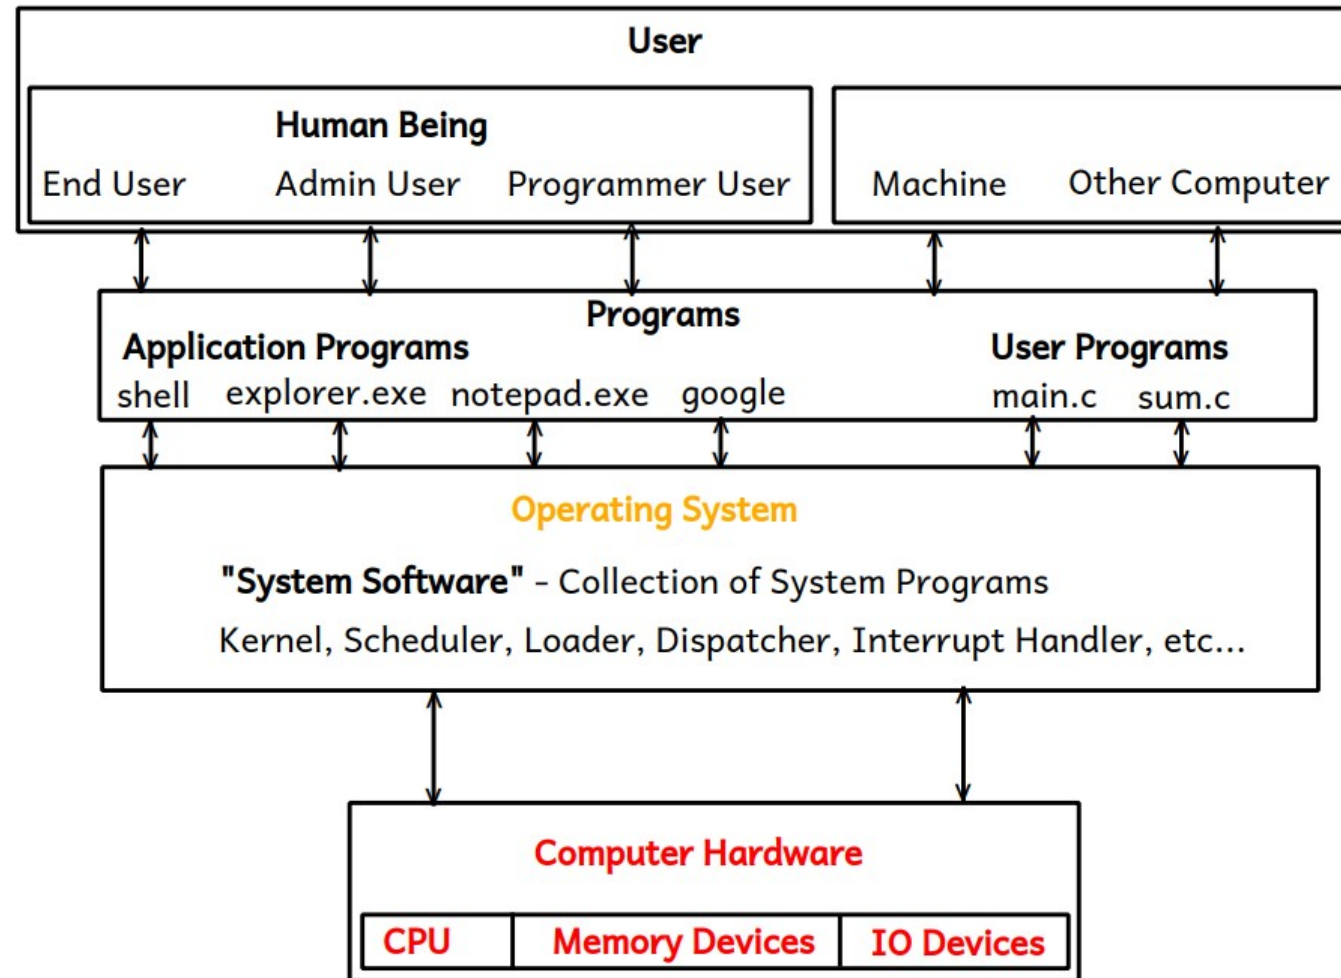 User
Human Being
End User Admin User Programmer User
Machine Other Computer
Programs
Application Programs
User Programs
shell explorer.exe notepad.exe google
main.c sum.c
Operating System
"System Software" - Collection of System Programs
Kernel, Scheduler, Loader, Dispatcher, Interrupt Handler, etc...
Computer Hardware
CPU Memory Devices IO Devices